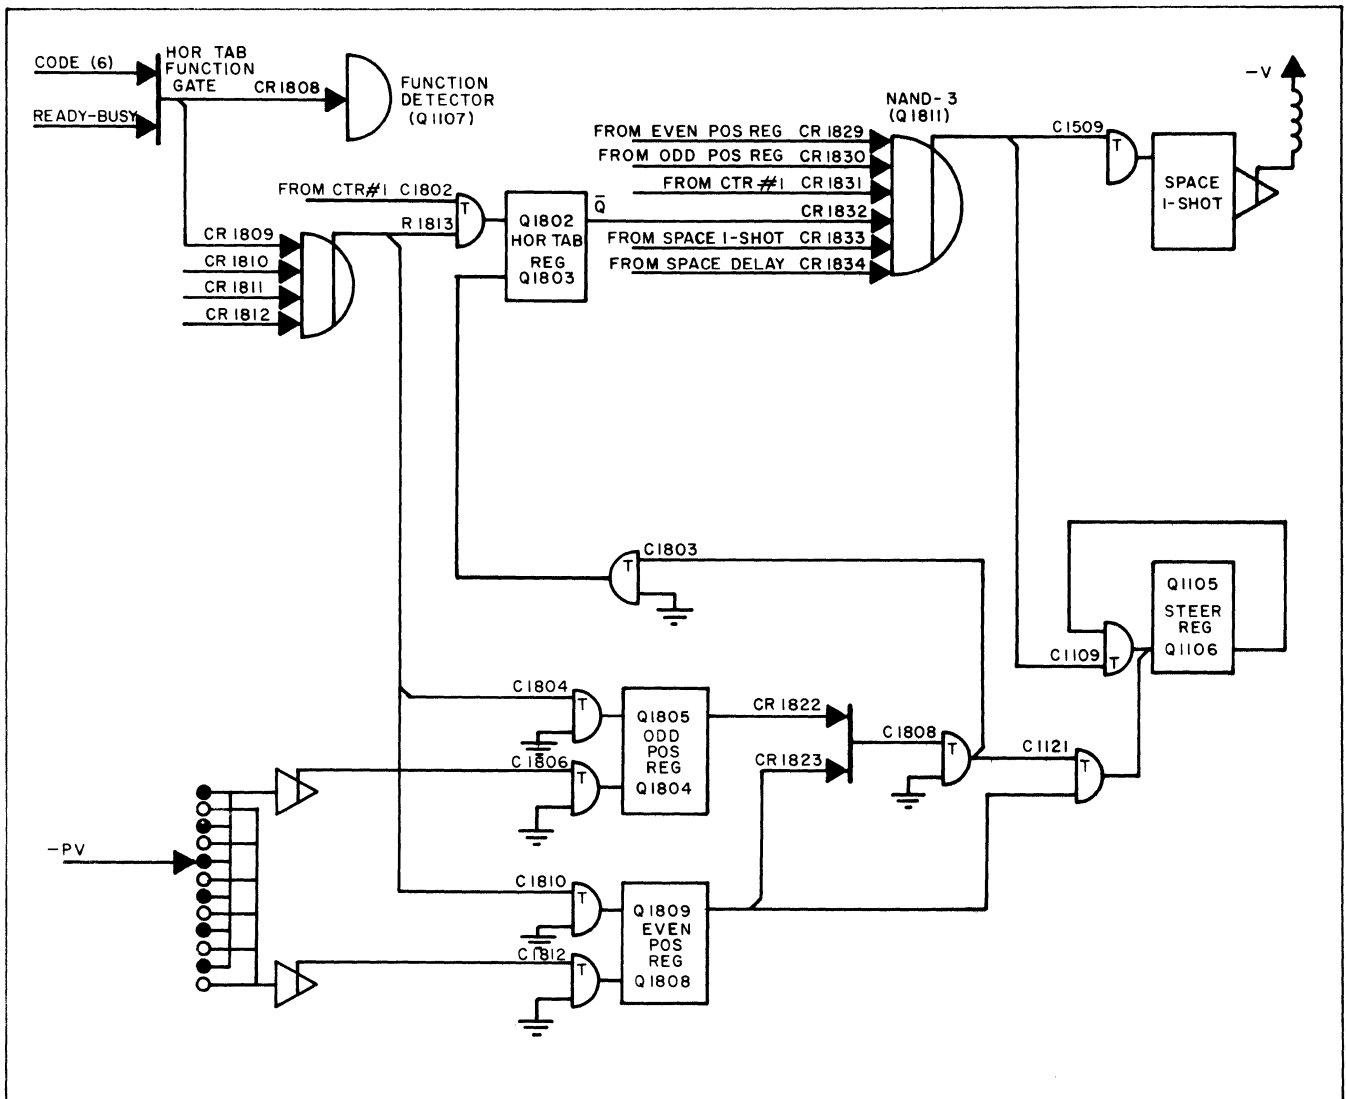 CODE (6)
READY-BUSY
HOR TAB
FUNCTION
GATE
CR1808
FUNCTION
DETECTOR
(Q1107)
NAND-3
(Q1811)
FROM EVEN POS REG CR1829
FROM ODD POS REG CR1830
FROM CTR#1 CR1831
CR1832
FROM SPACE 1-SHOT CR1833
FROM SPACE DELAY CR1834
C1509
T
SPACE
1-SHOT
-V
FROM CTR#1 C1802
R1813
T
Q1802
HOR TAB
REG
Q1803
Q̅
CR1809
CR1810
CR1811
CR1812
C1803
T
Q1105
STEER
REG
Q1106
C1109
T
C1804
T
C1806
T
Q1805
ODD
POS
REG
Q1804
CR1822
CR1823
C1808
T
C1121
T
-PV
C1810
T
C1812
T
Q1809
EVEN
POS
REG
Q1808